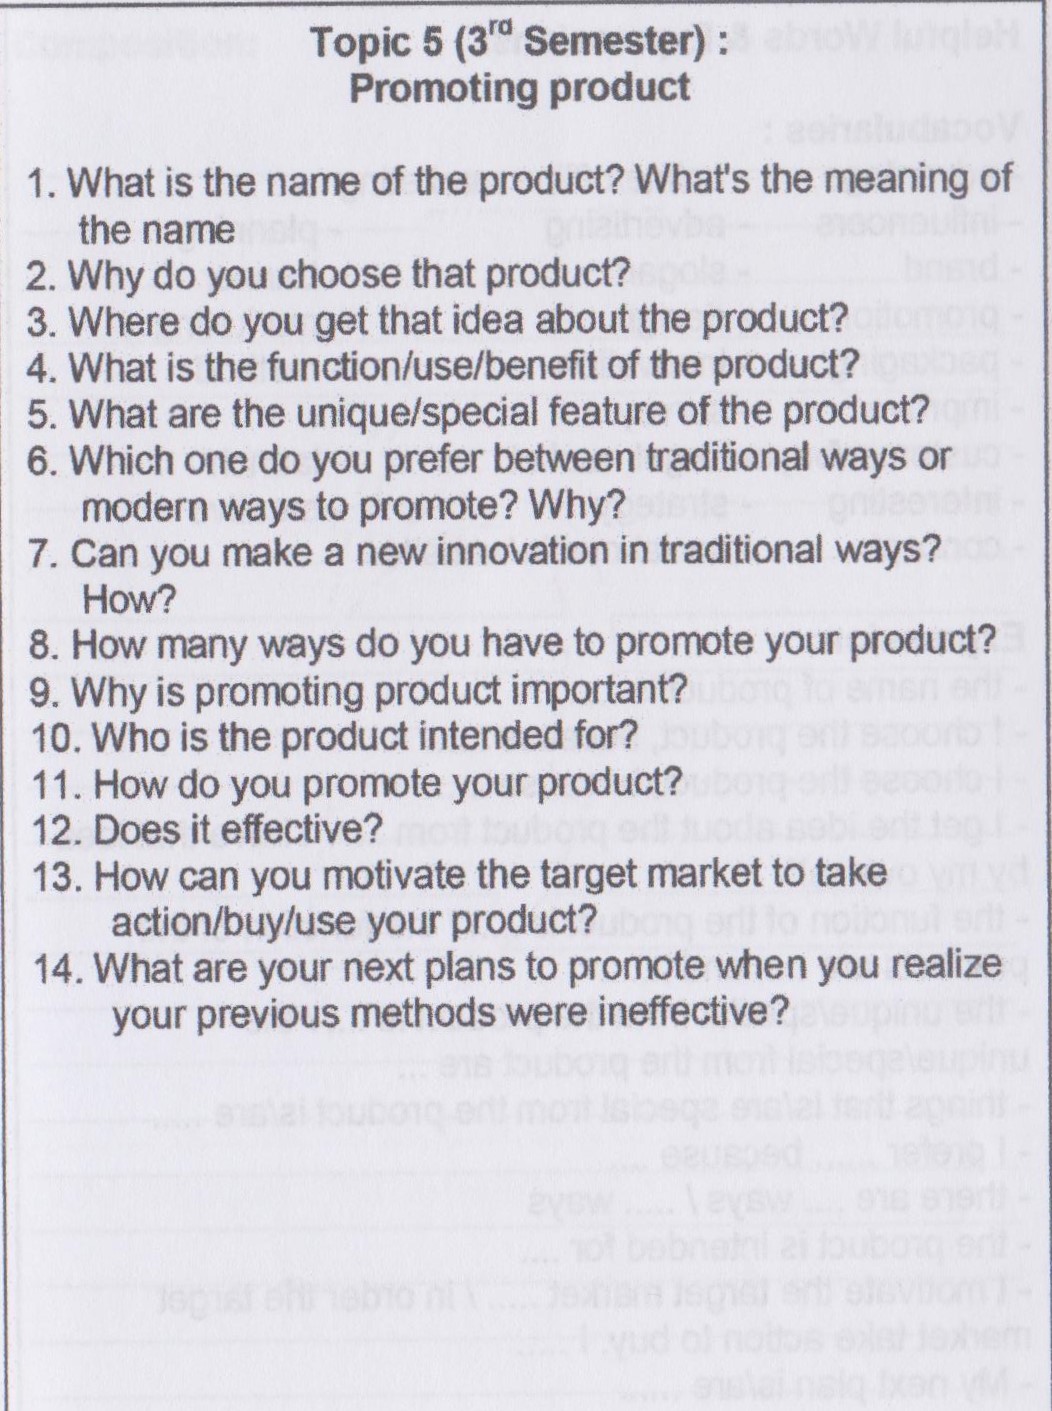 Topic 5 (3rd Semester) :
Promoting product
1. What is the name of the product? What's the meaning of
the name
2. Why do you choose that product?
3. Where do you get that idea about the product?
4. What is the function/use/benefit of the product?
5. What are the unique/special feature of the product?
6. Which one do you prefer between traditional ways or
modern ways to promote? Why?
7. Can you make a new innovation in traditional ways?
How?
8. How many ways do you have to promote your product?
9. Why is promoting product important?
10. Who is the product intended for?
11. How do you promote your product?
12. Does it effective?
13. How can you motivate the target market to take
action/buy/use your product?
14. What are your next plans to promote when you realize
your previous methods were ineffective?